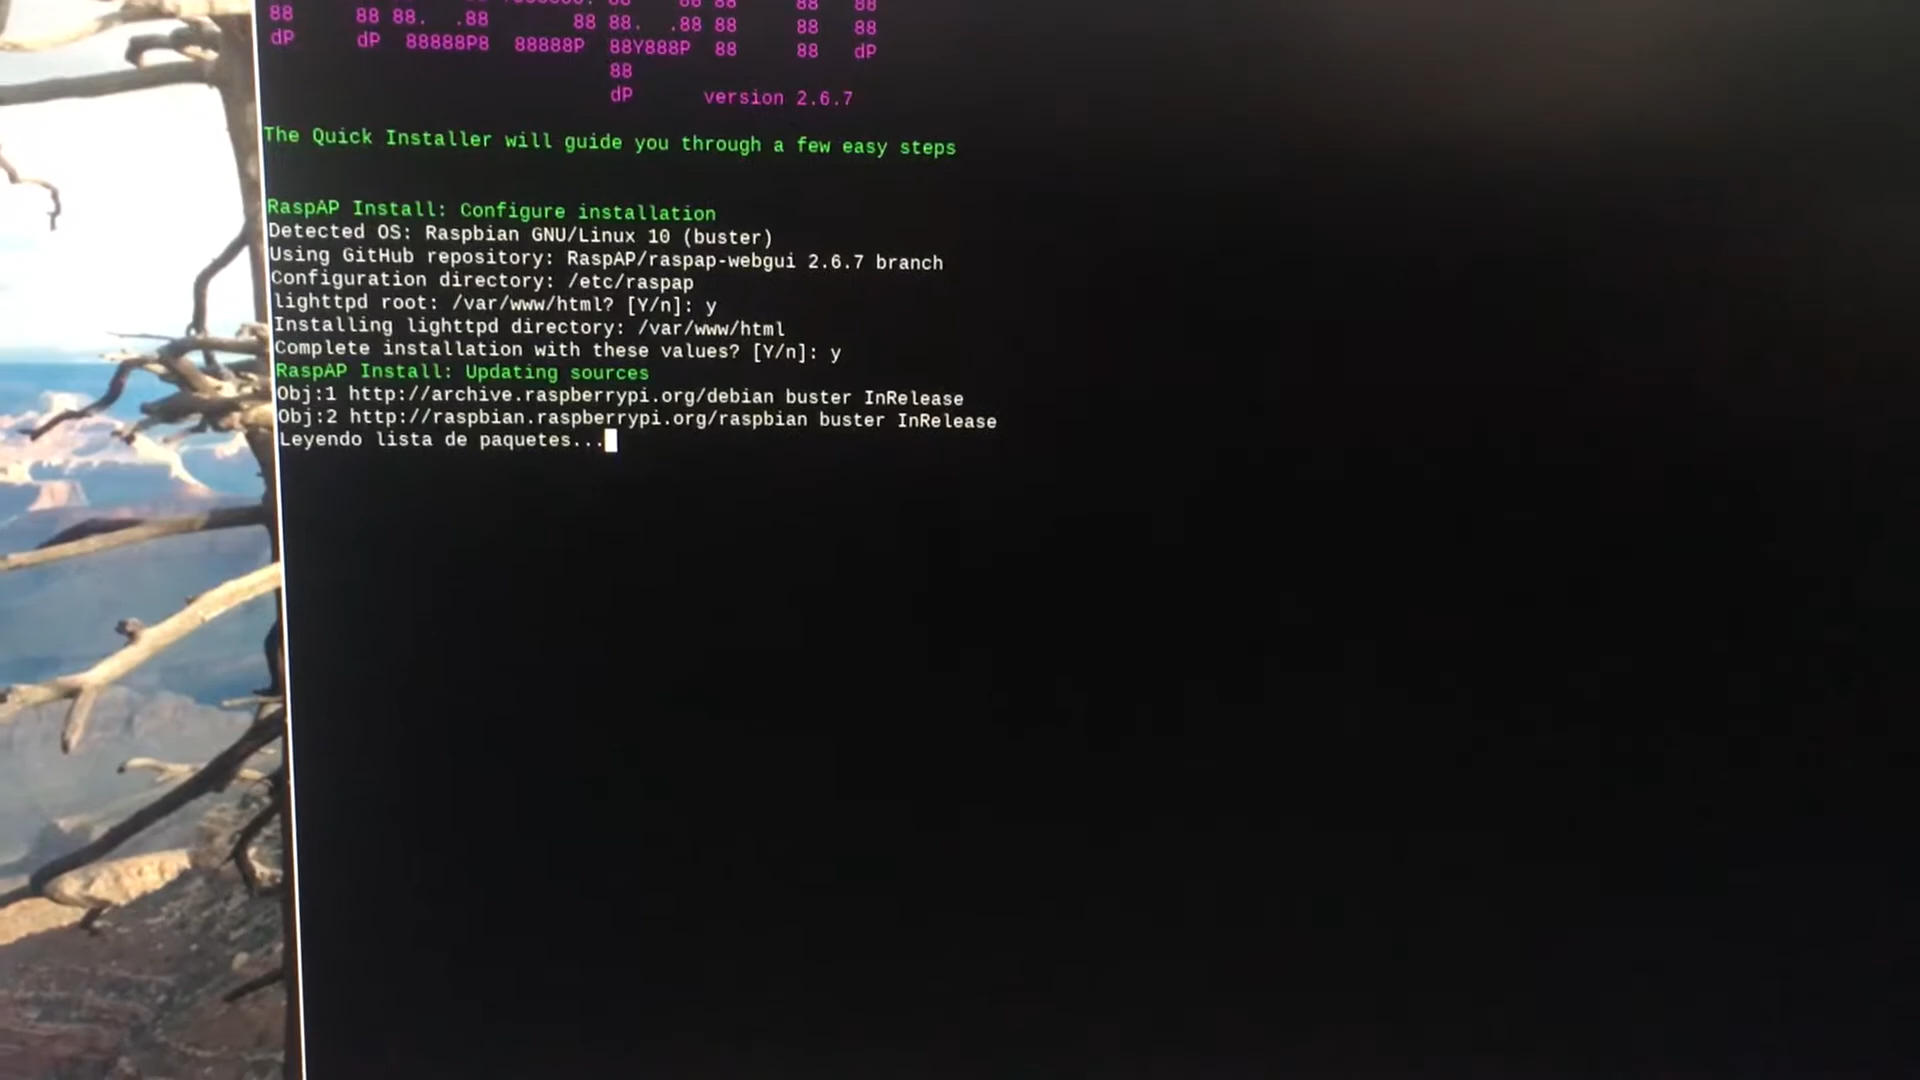 88      88 88.  .88       88 88.  .88 88     88   88
dP      dP 88888P8  88888P  88Y888P  88     88   dP
88
dP      version 2.6.7
The Quick Installer will guide you through a few easy steps
RaspAP Install: Configure installation
Detected OS: Raspbian GNU/Linux 10 (buster)
Using GitHub repository: RaspAP/raspap-webgui 2.6.7 branch
Configuration directory: /etc/raspap
lighttpd root: /var/www/html? [Y/n]: y
Installing lighttpd directory: /var/www/html
Complete installation with these values? [Y/n]: y
RaspAP Install: Updating sources
Obj:1 http://archive.raspberrypi.org/debian buster InRelease
Obj:2 http://raspbian.raspberrypi.org/raspbian buster InRelease
Leyendo lista de paquetes...